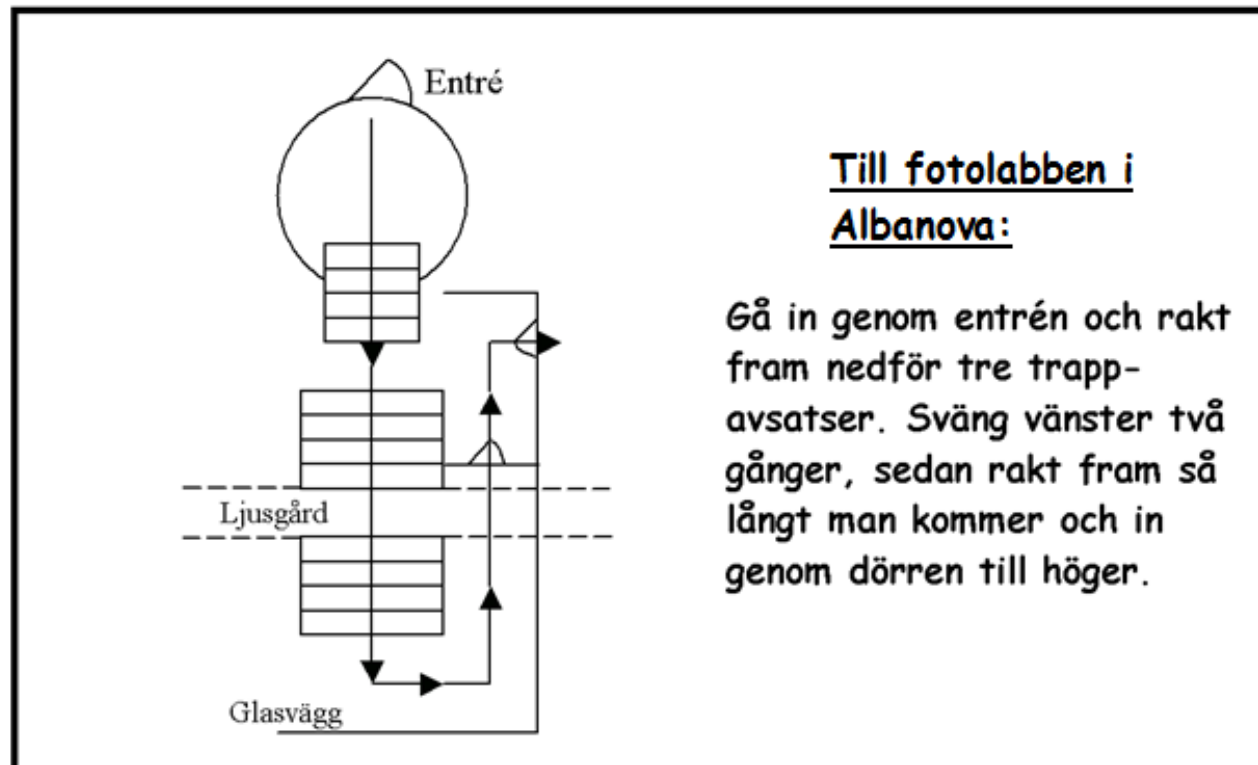 Entré
Ljusgård
Glasvägg
Till fotolabben i
Albanova:
Gå in genom entrén och rakt
fram nedför tre trapp-
avsatser. Sväng vänster två
gånger, sedan rakt fram så
långt man kommer och in
genom dörren till höger.